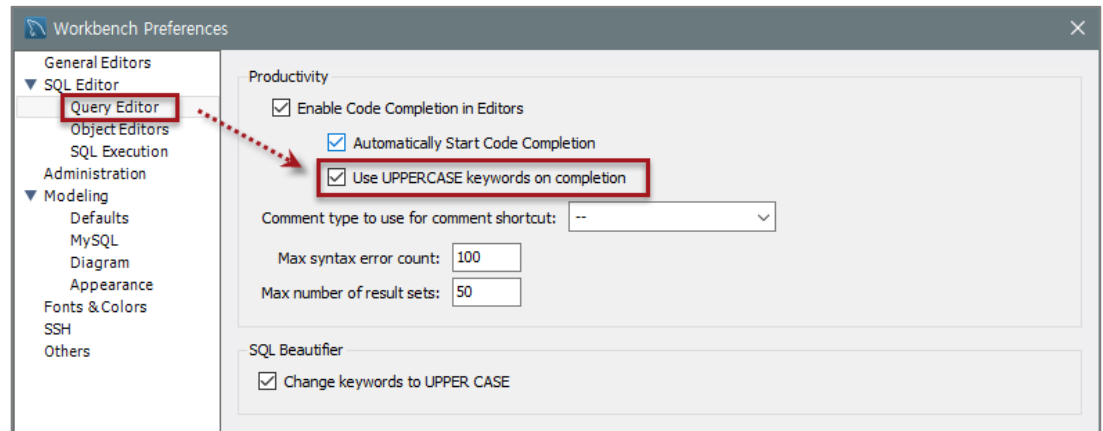 Workbench Preferences
General Editors
SQL Editor
Query Editor
Object Editors
SQL Execution
Administration
Modeling
Defaults
MySQL
Diagram
Appearance
Fonts & Colors
SSH
Others
Productivity
Enable Code Completion in Editors
Automatically Start Code Completion
Use UPPERCASE keywords on completion
Comment type to use for comment shortcut: --
Max syntax error count: 100
Max number of result sets: 50
SQL Beautifier
Change keywords to UPPER CASE